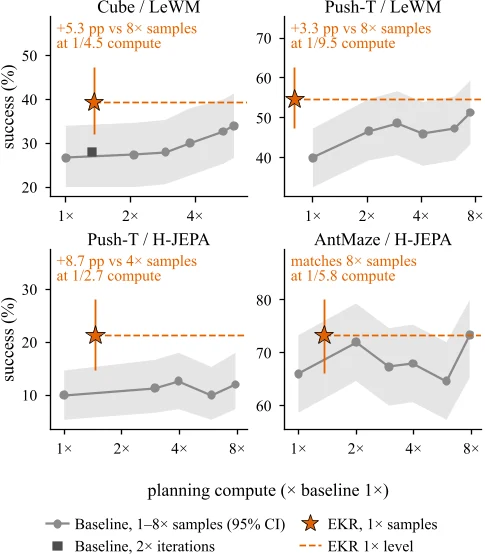 Cube / LeWM
+5.3 pp vs 8× samples
at 1/4.5 compute
success (%)
50
40
30
20
1×
2×
4×
Push-T / LeWM
+3.3 pp vs 8× samples
at 1/9.5 compute
70
60
50
40
1×
2×
4×
8×
Push-T / H-JEPA
+8.7 pp vs 4× samples
at 1/2.7 compute
success (%)
30
20
10
1×
2×
4×
8×
AntMaze / H-JEPA
matches 8× samples
at 1/5.8 compute
80
70
60
1×
2×
4×
8×
planning compute (× baseline 1×)
Baseline, 1–8× samples (95% CI)
Baseline, 2× iterations
EKR, 1× samples
EKR 1× level